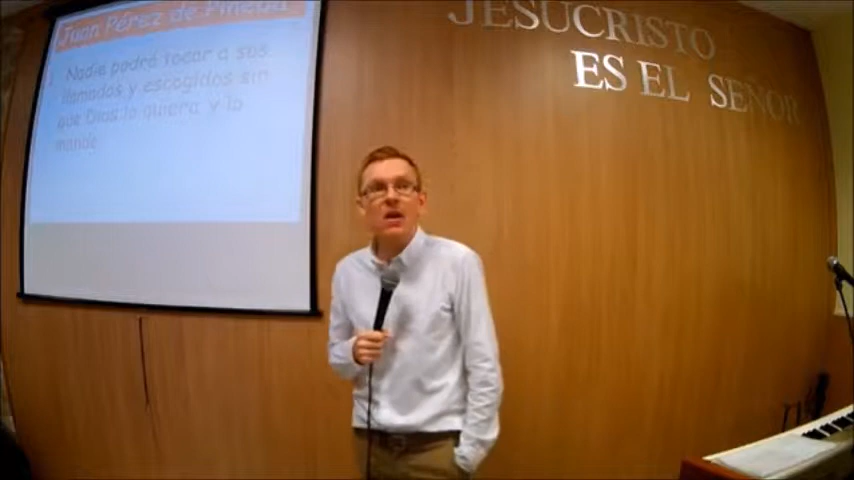 Juan Pérez de Pineda
Nadie podrá tocar a sus
llamados y escogidos sin
que Dios lo quiera y lo
mande
JESUCRISTO
ES EL SEÑOR